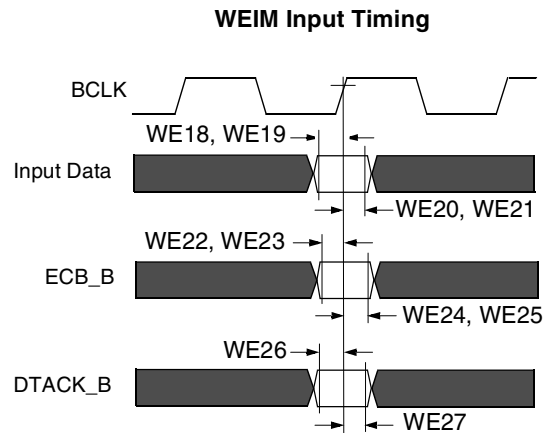 WEIM Input Timing
BCLK
WE18, WE19
Input Data
WE20, WE21
WE22, WE23
ECB_B
WE24, WE25
WE26
DTACK_B
WE27